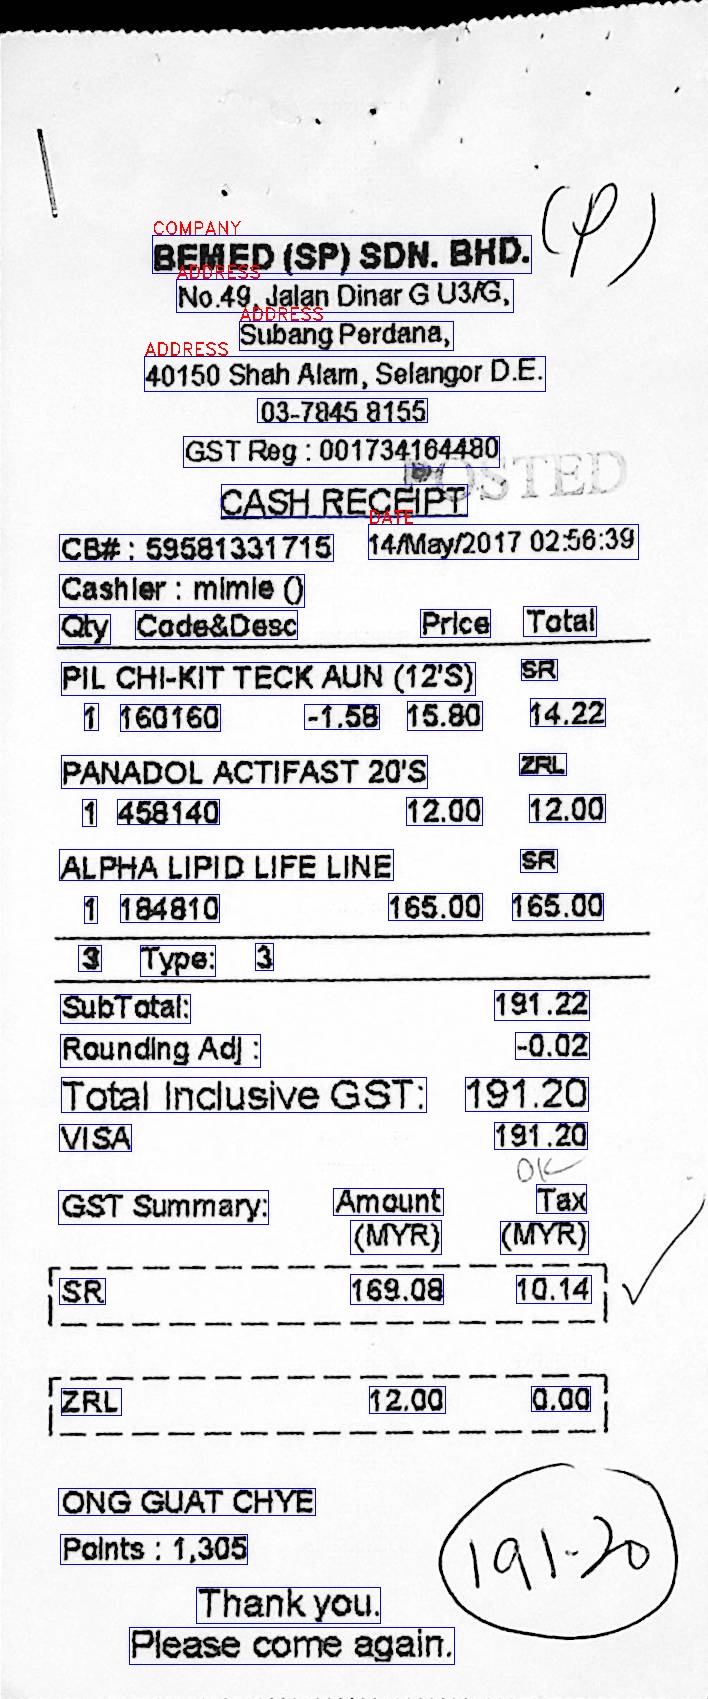 (P)
COMPANY
BEMED (SP) SDN. BHD.
ADDRESS
No.49, Jalan Dinar G U3/G,
ADDRESS
Subang Perdana,
ADDRESS
40150 Shah Alam, Selangor D.E.
03-7845 8155
GST Reg : 001734164480
POSTED
CASH RECEIPT
DATE
CB# : 59581331715 14/May/2017 02:56:39
Cashier : mimie ()
Qty Code&Desc Price Total
PIL CHI-KIT TECK AUN (12'S) SR
1 160160 -1.58 15.80 14.22
PANADOL ACTIFAST 20'S ZRL
1 458140 12.00 12.00
ALPHA LIPID LIFE LINE SR
1 184810 165.00 165.00
3 Type: 3
SubTotal: 191.22
Rounding Adj : -0.02
Total Inclusive GST: 191.20
VISA 191.20
OK
GST Summary: Amount Tax
(MYR) (MYR)
SR 169.08 10.14
ZRL 12.00 0.00
ONG GUAT CHYE
Points : 1,305
191-20
Thank you.
Please come again.